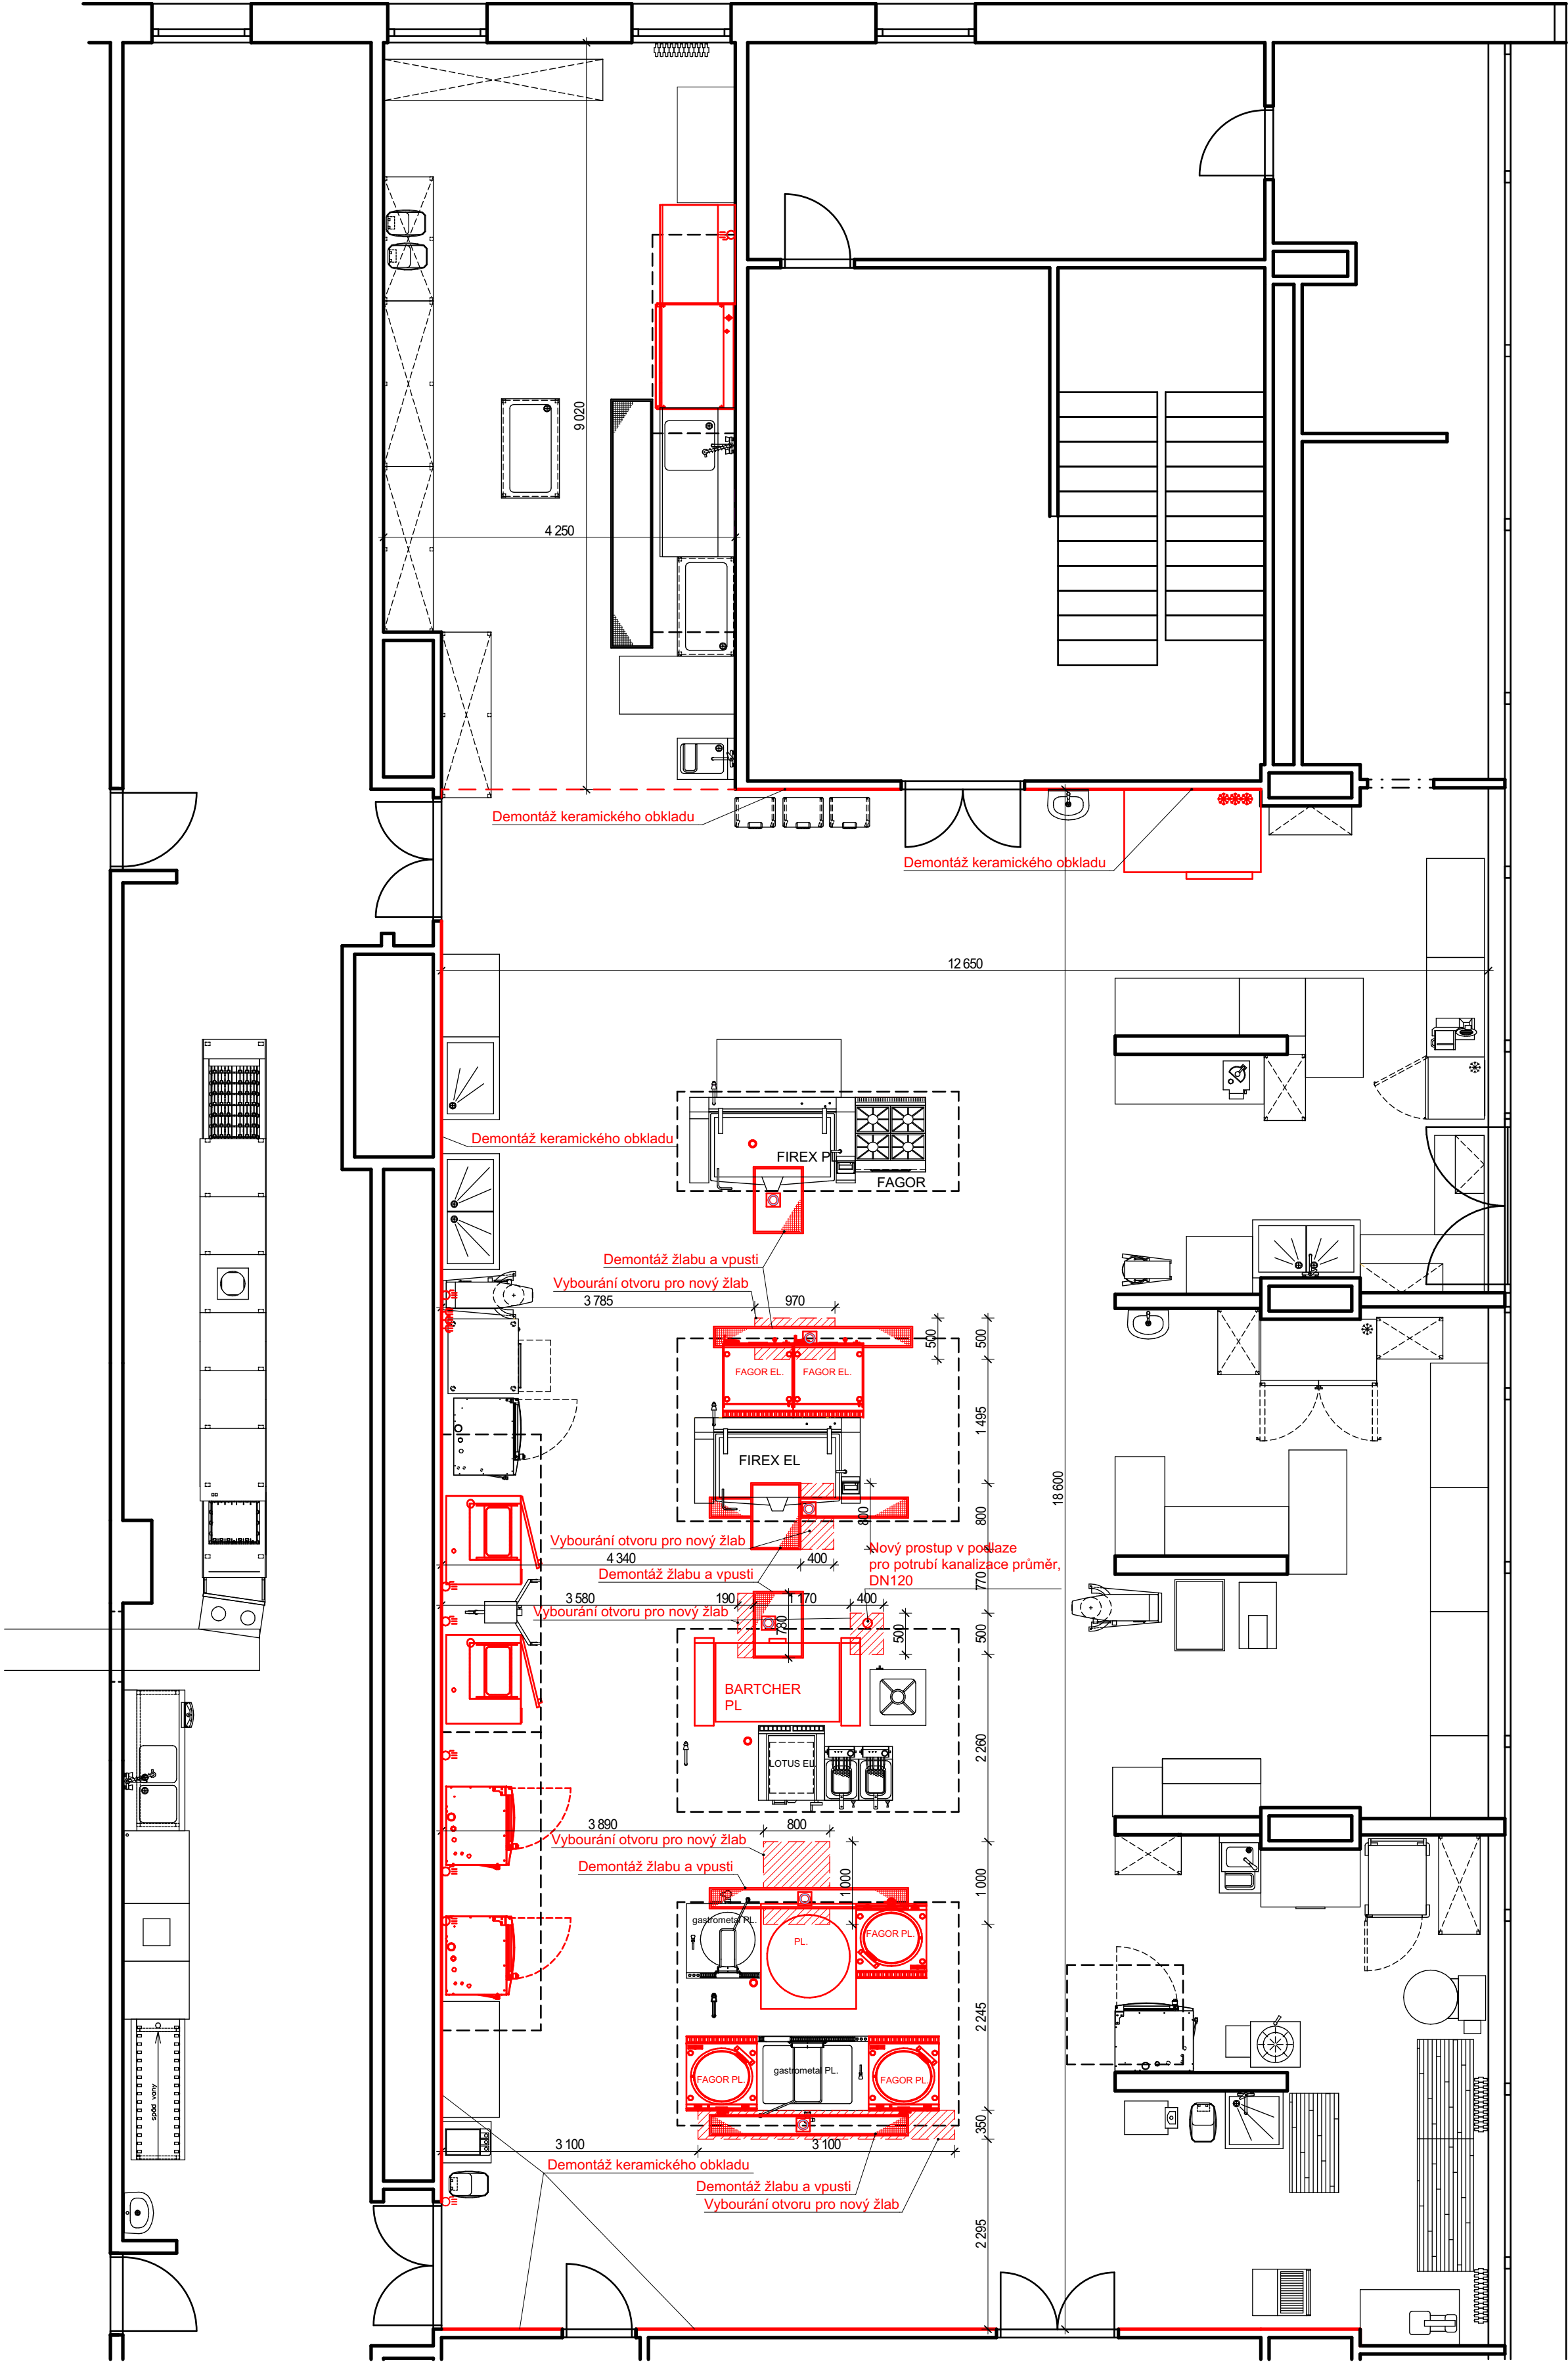 9 020
4 250
Demontáž keramického obkladu
Demontáž keramického obkladu
12 650
Demontáž keramického obkladu
FIREX P
FAGOR
Demontáž žlabu a vpusti
Vybourání otvoru pro nový žlab
3 785
970
500
500
FAGOR EL.
FAGOR EL.
1 495
FIREX EL
18 600
800
800
Vybourání otvoru pro nový žlab
4 340
400
Nový prostup v podlaze
pro potrubí kanalizace průměr,
DN120
Demontáž žlabu a vpusti
770
3 580
190
1 170
400
Vybourání otvoru pro nový žlab
780
500
500
BARTCHER
PL
LOTUS EL
2 260
3 890
800
Vybourání otvoru pro nový žlab
Demontáž žlabu a vpusti
1 000
1 000
gastrometal PL.
PL.
FAGOR PL.
2 245
FAGOR PL.
gastrometal PL.
FAGOR PL.
spád vany
350
3 100
3 100
Demontáž keramického obkladu
Demontáž žlabu a vpusti
Vybourání otvoru pro nový žlab
2 295